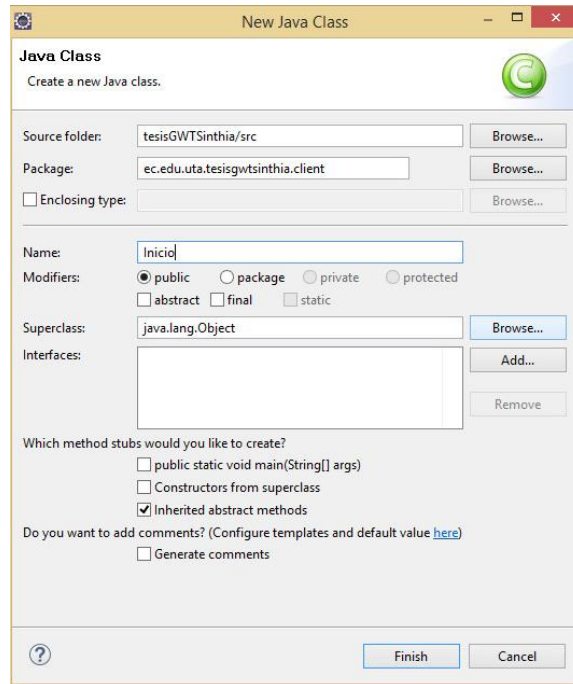 New Java Class
Java Class
Create a new Java class.
C
Source folder: tesisGWTSinthia/src Browse...
Package: ec.edu.uta.tesisgwtsinthia.client Browse...
Enclosing type: Browse...
Name: Inicio
Modifiers: public package private protected
abstract final static
Superclass: java.lang.Object Browse...
Interfaces: Add...
Remove
Which method stubs would you like to create?
public static void main(String[] args)
Constructors from superclass
Inherited abstract methods
Do you want to add comments? (Configure templates and default value here)
Generate comments
? Finish Cancel